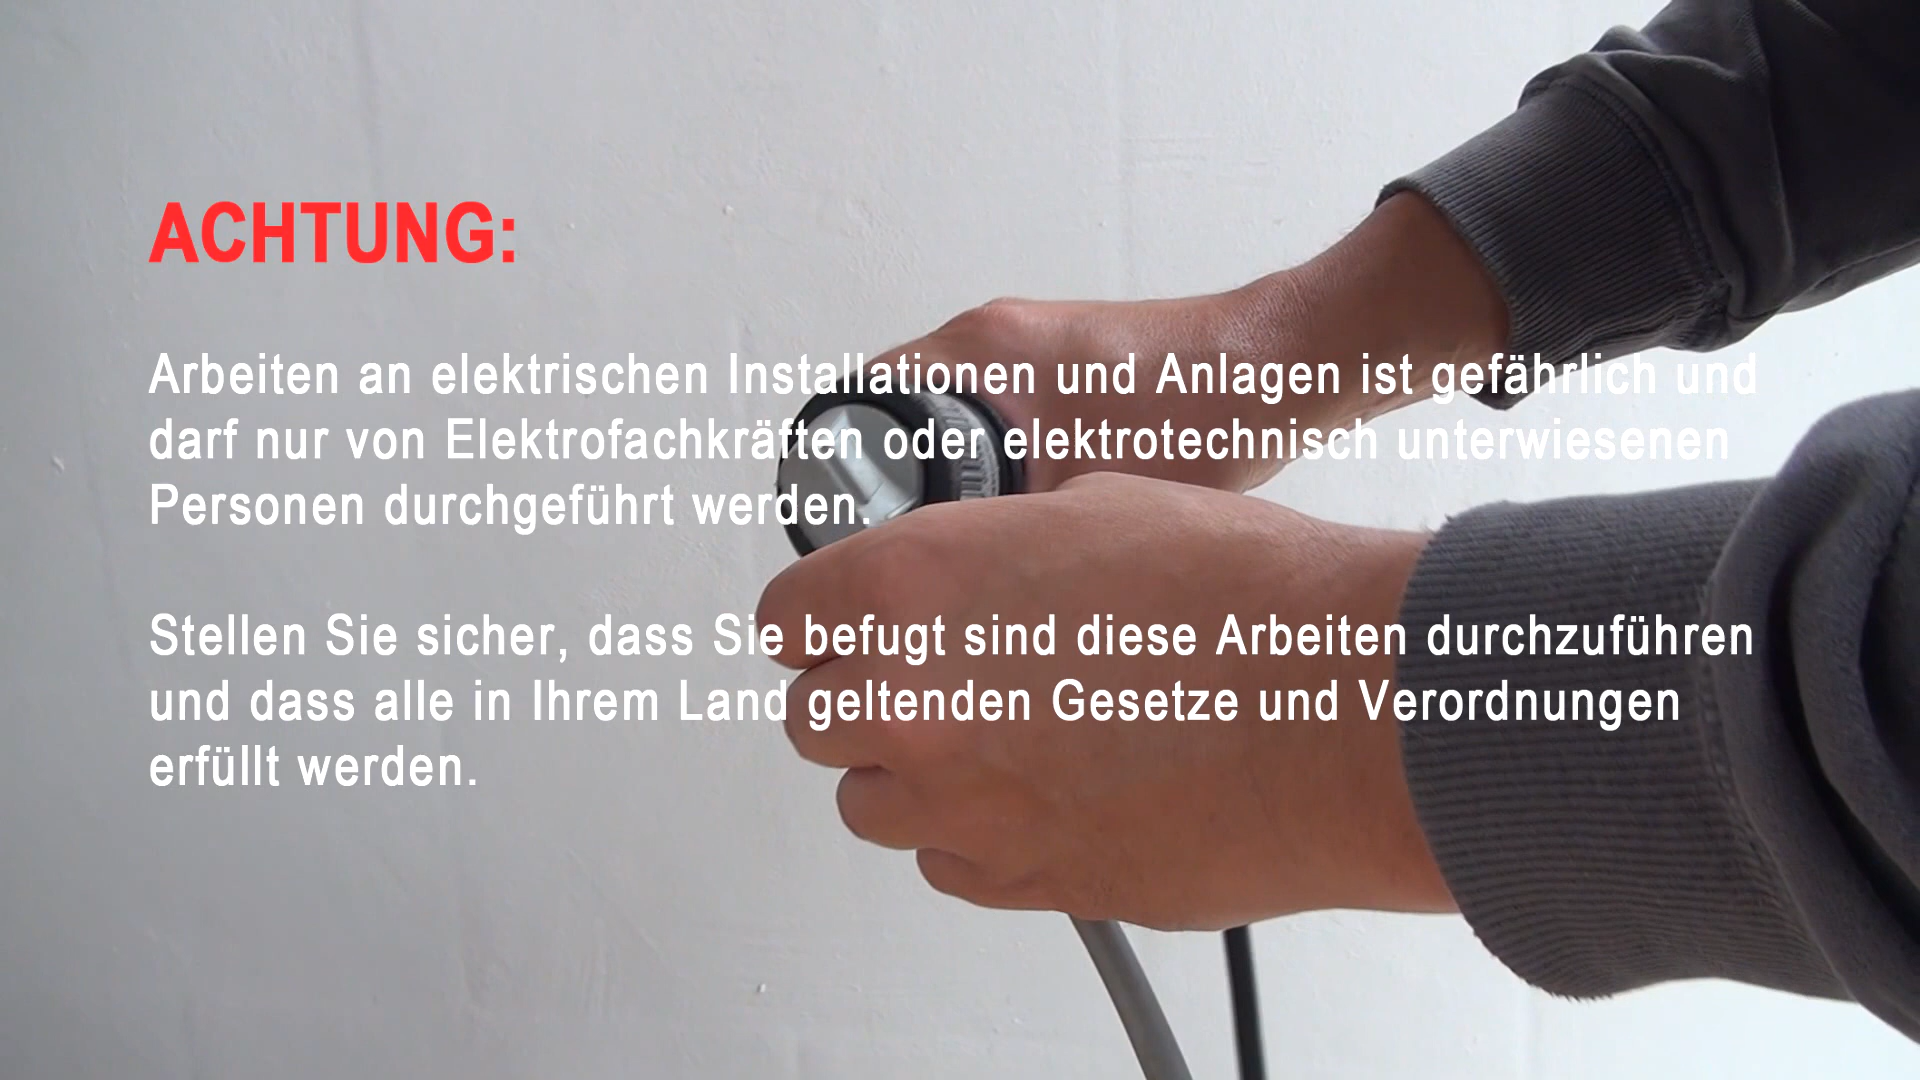 ACHTUNG:
Arbeiten an elektrischen Installationen und Anlagen ist gefährlich und
darf nur von Elektrofachkräften oder elektrotechnisch unterwiesenen
Personen durchgeführt werden.
Stellen Sie sicher, dass Sie befugt sind diese Arbeiten durchzuführen
und dass alle in Ihrem Land geltenden Gesetze und Verordnungen
erfüllt werden.